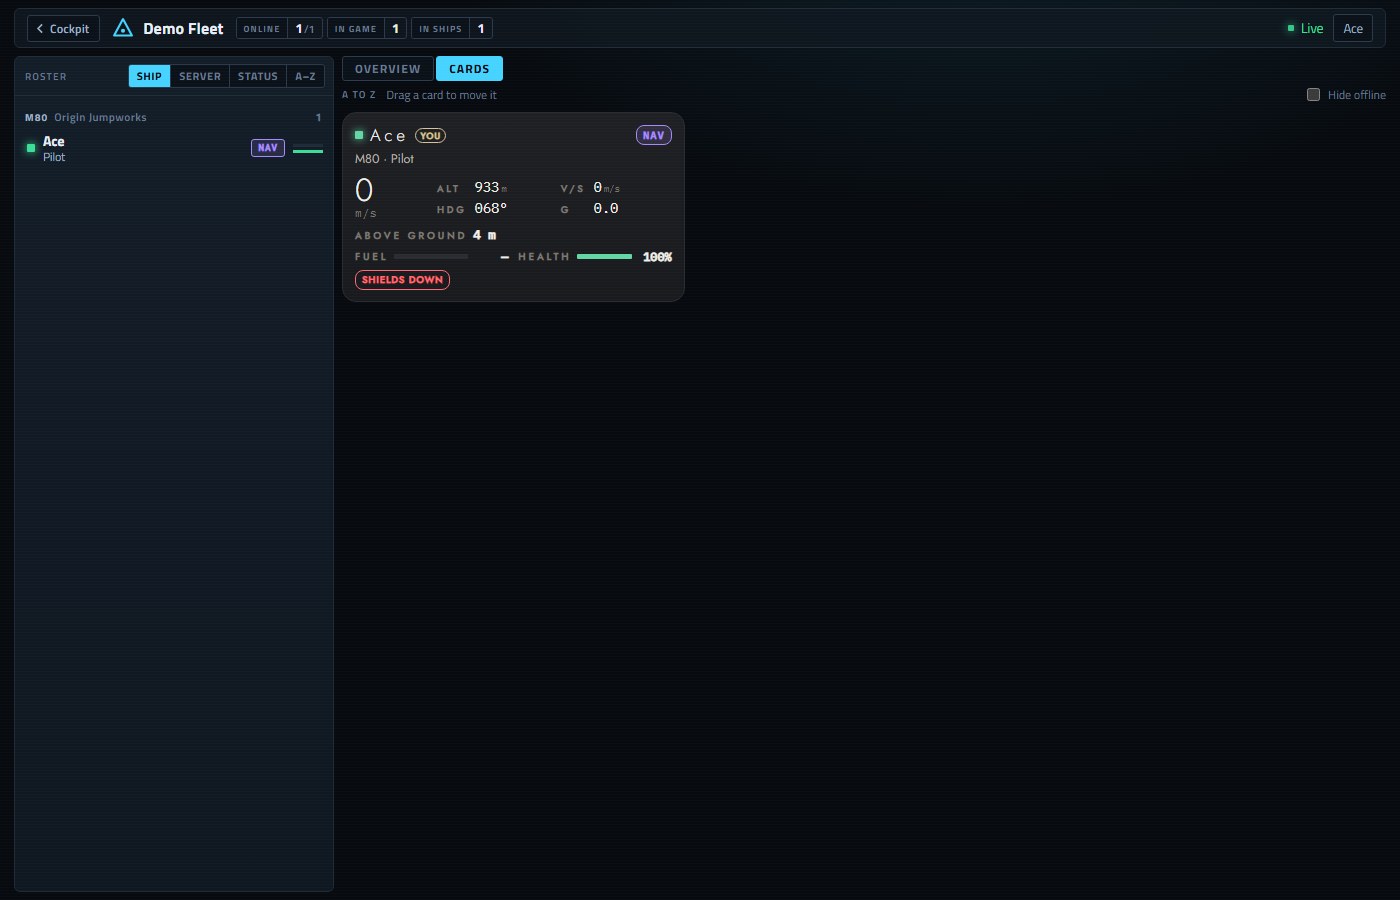 Cockpit
Demo Fleet
ONLINE 1/1
IN GAME 1
IN SHIPS 1
Live
Ace
ROSTER
SHIP SERVER STATUS A–Z
M80 Origin Jumpworks 1
Ace
Pilot
NAV
OVERVIEW CARDS
A TO Z Drag a card to move it
Hide offline
Ace YOU NAV
M80 · Pilot
0 m/s
ALT 933 m V/S 0 m/s
HDG 068° G 0.0
ABOVE GROUND 4 m
FUEL – HEALTH 100%
SHIELDS DOWN